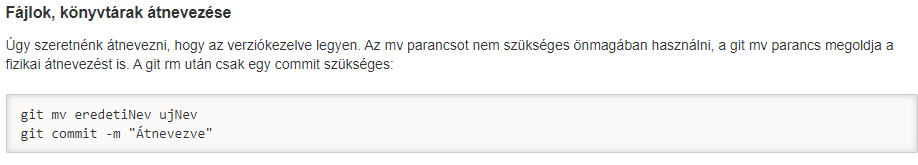 Fájlok, könyvtárak átnevezése
Úgy szeretnénk átnevezni, hogy az verziókezelve legyen. Az mv parancsot nem szükséges önmagában használni, a git mv parancs megoldja a
fizikai átnevezést is. A git rm után csak egy commit szükséges:
git mv eredetiNev ujNev
git commit -m "Átnevezve"